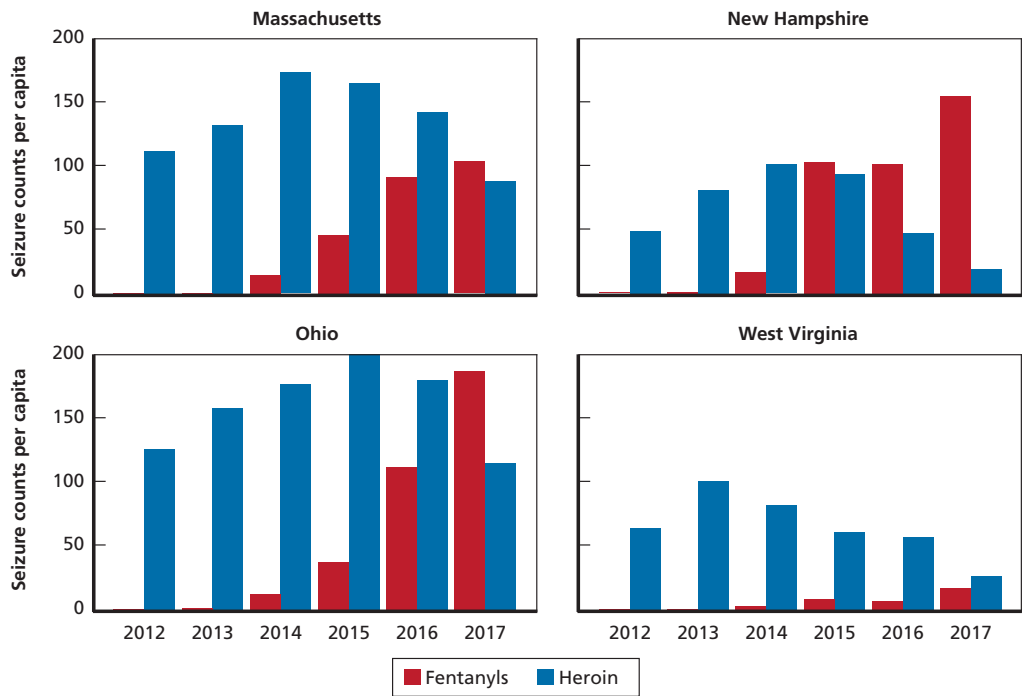 Massachusetts
New Hampshire
Seizure counts per capita
200
150
100
50
0
Ohio
West Virginia
Seizure counts per capita
200
150
100
50
0
2012 2013 2014 2015 2016 2017
2012 2013 2014 2015 2016 2017
Fentanyls Heroin